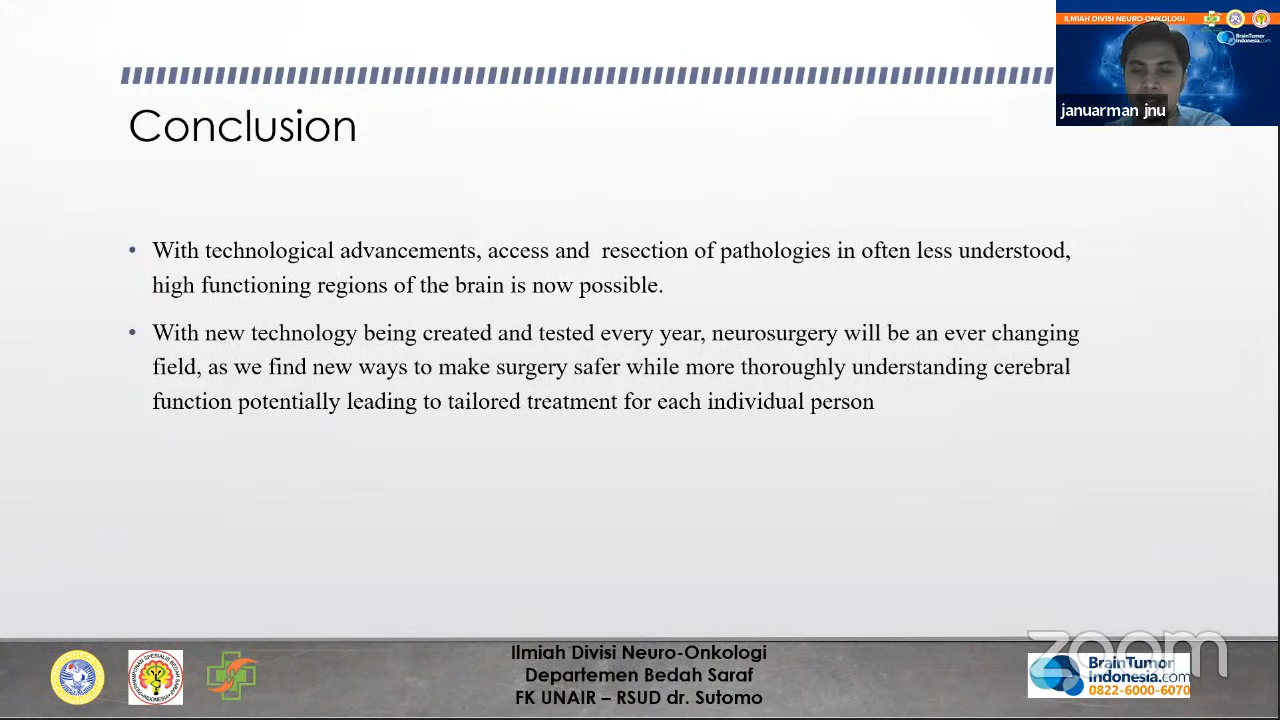 ILMIAH DIVISI NEURO-ONKOLOGI
BrainTumor
Indonesia.com
januarman jnu
Conclusion
• With technological advancements, access and  resection of pathologies in often less understood,
high functioning regions of the brain is now possible.
• With new technology being created and tested every year, neurosurgery will be an ever changing
field, as we find new ways to make surgery safer while more thoroughly understanding cerebral
function potentially leading to tailored treatment for each individual person
Ilmiah Divisi Neuro-Onkologi
Departemen Bedah Saraf
FK UNAIR – RSUD dr. Sutomo
zoom
BrainTumor
Indonesia.com
0822-6000-6070